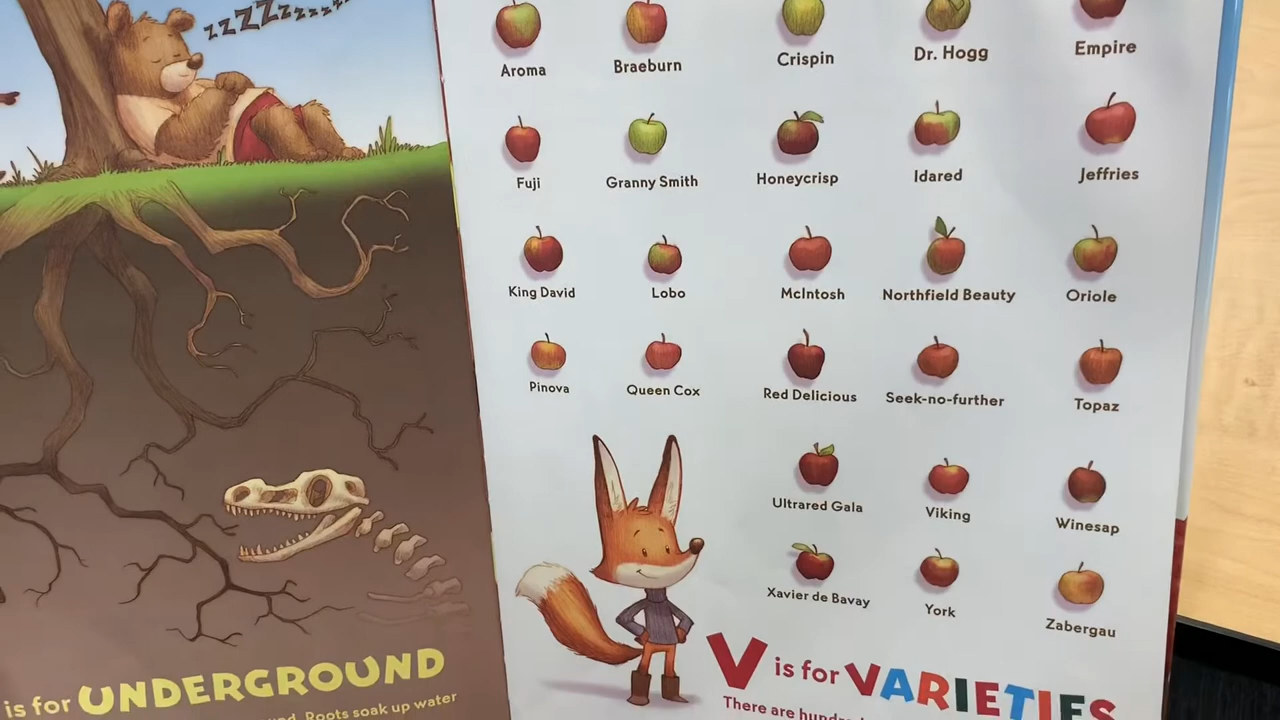 zzZZZzzzzzzz
is for UNDERGROUND
Roots soak up water
Aroma
Braeburn
Crispin
Dr. Hogg
Empire
Fuji
Granny Smith
Honeycrisp
Idared
Jeffries
King David
Lobo
McIntosh
Northfield Beauty
Oriole
Pinova
Queen Cox
Red Delicious
Seek-no-further
Topaz
Ultrared Gala
Viking
Winesap
Xavier de Bavay
York
Zabergau
V is for VARIETIES
There are